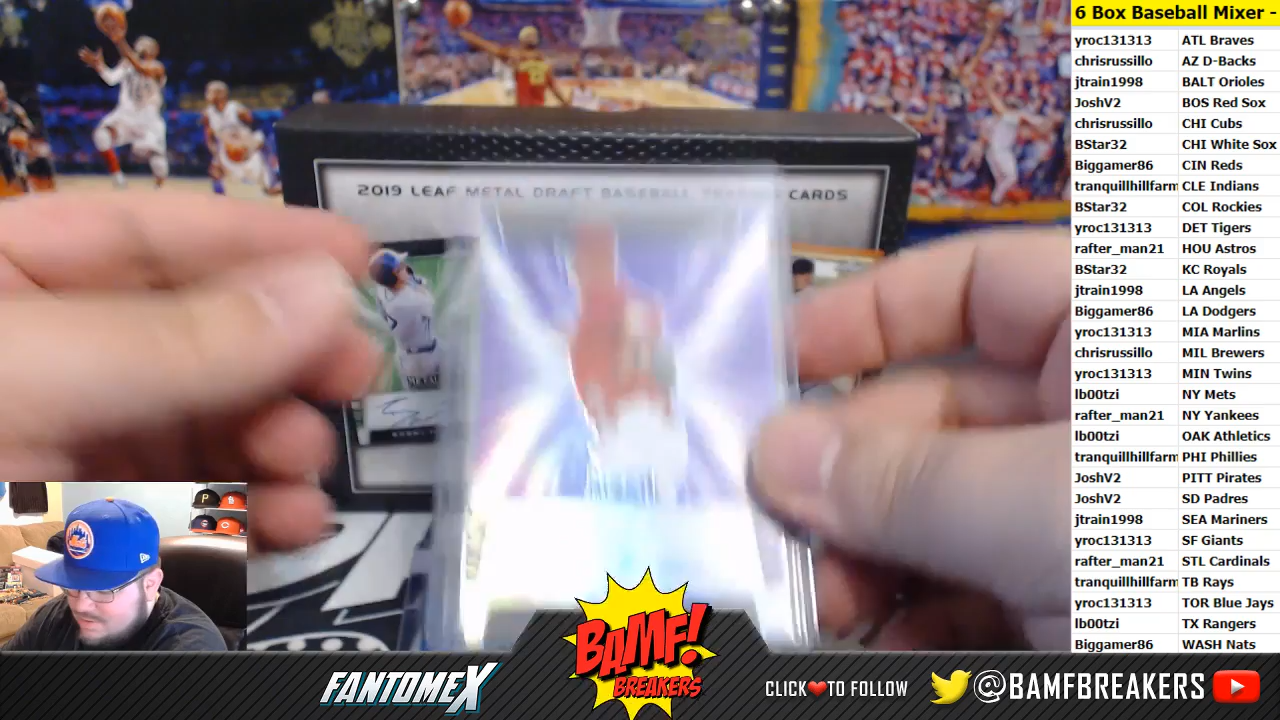 6 Box Baseball Mixer -
yroc131313 ATL Braves
chrisrussillo AZ D-Backs
jtrain1998 BALT Orioles
JoshV2 BOS Red Sox
chrisrussillo CHI Cubs
BStar32 CHI White Sox
Biggamer86 CIN Reds
tranquillhillfarm CLE Indians
BStar32 COL Rockies
yroc131313 DET Tigers
rafter_man21 HOU Astros
BStar32 KC Royals
jtrain1998 LA Angels
Biggamer86 LA Dodgers
yroc131313 MIA Marlins
chrisrussillo MIL Brewers
yroc131313 MIN Twins
lb00tzi NY Mets
rafter_man21 NY Yankees
lb00tzi OAK Athletics
tranquillhillfarm PHI Phillies
JoshV2 PITT Pirates
JoshV2 SD Padres
jtrain1998 SEA Mariners
yroc131313 SF Giants
rafter_man21 STL Cardinals
tranquillhillfarm TB Rays
yroc131313 TOR Blue Jays
lb00tzi TX Rangers
Biggamer86 WASH Nats
2019 LEAF METAL DRAFT BASEBALL TRADING CARDS
METAL
FANTOMEX
BAMF!
BREAKERS
CLICK TO FOLLOW
@BAMFBREAKERS